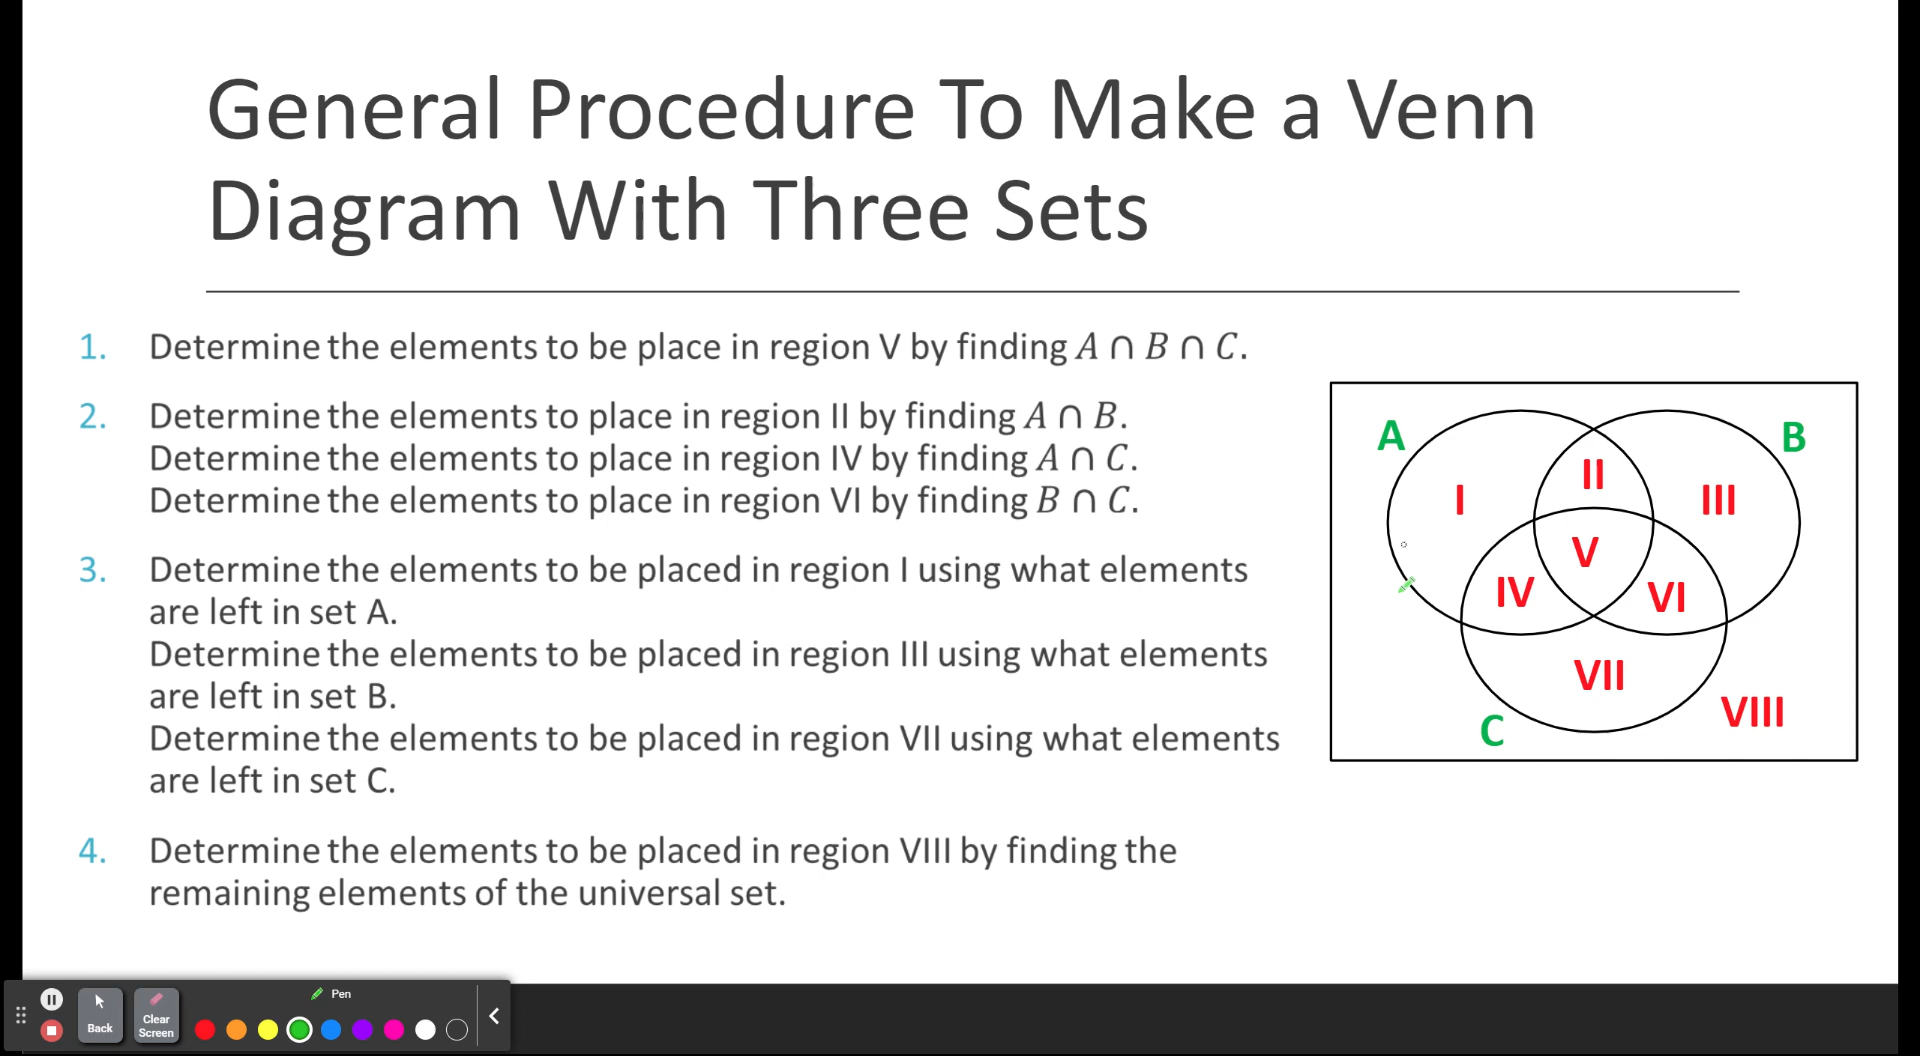 General Procedure To Make a Venn
Diagram With Three Sets
1. Determine the elements to be place in region V by finding A ∩ B ∩ C.
2. Determine the elements to place in region II by finding A ∩ B.
Determine the elements to place in region IV by finding A ∩ C.
Determine the elements to place in region VI by finding B ∩ C.
3. Determine the elements to be placed in region I using what elements
are left in set A.
Determine the elements to be placed in region III using what elements
are left in set B.
Determine the elements to be placed in region VII using what elements
are left in set C.
4. Determine the elements to be placed in region VIII by finding the
remaining elements of the universal set.
A
B
II
I
III
V
IV
VI
VII
VIII
C
Pen
Back
Clear
Screen